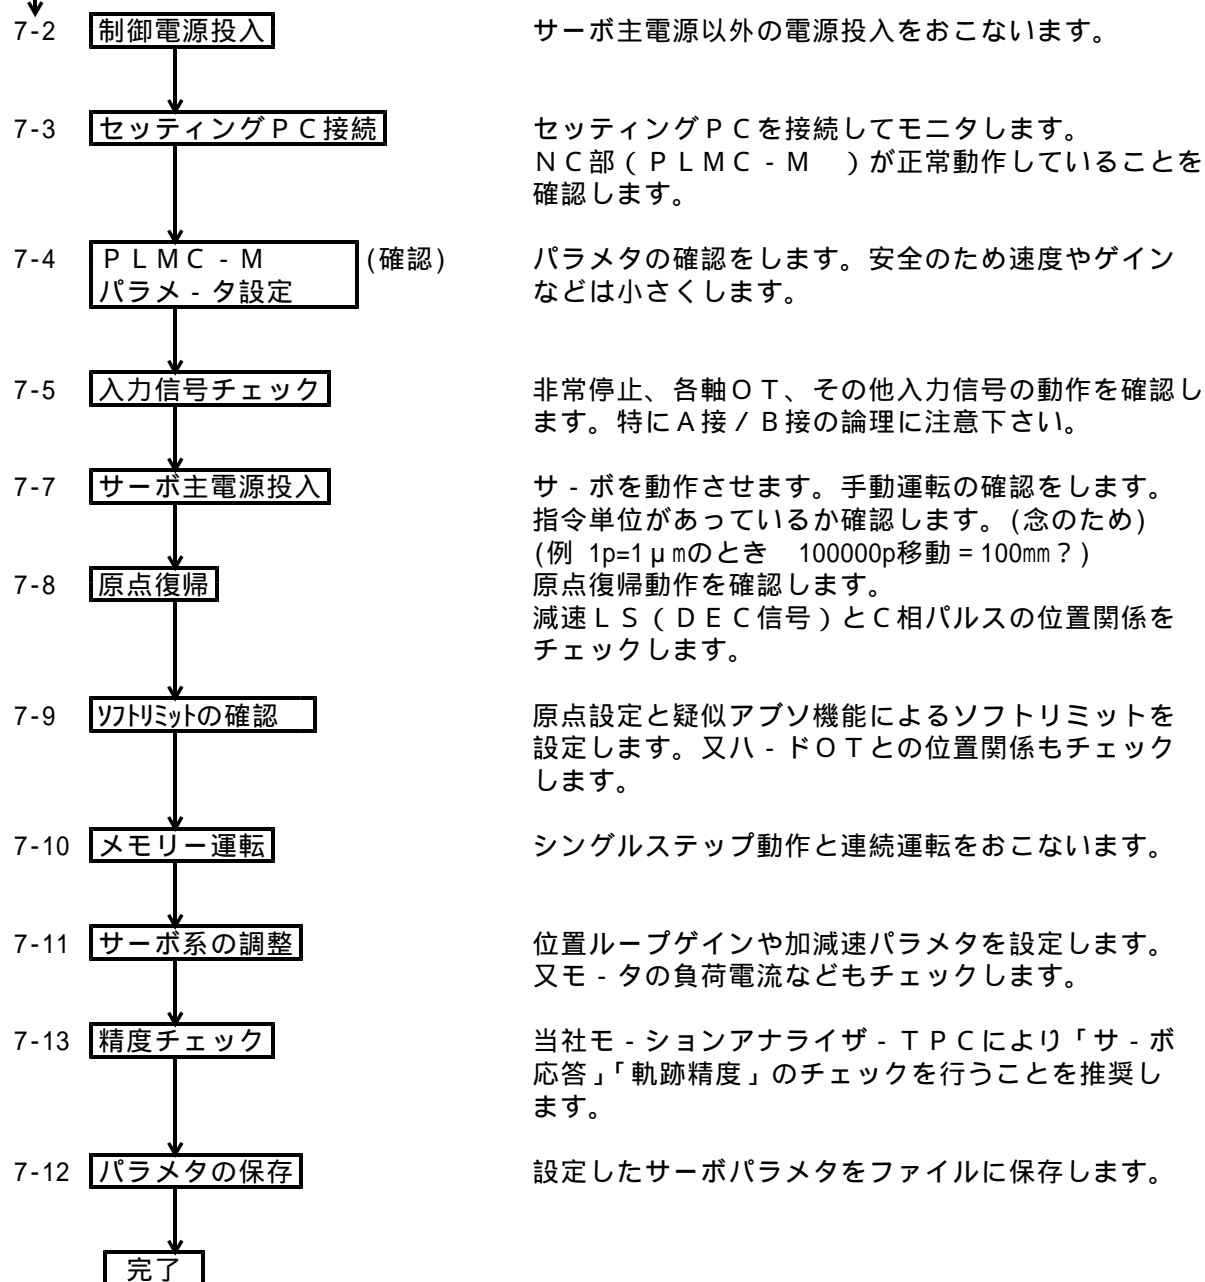 7-2 制御電源投入 サーボ主電源以外の電源投入をおこないます。
7-3 セッティングＰＣ接続 セッティングＰＣを接続してモニタします。
ＮＣ部（ＰＬＭＣ‐Ｍ　）が正常動作していることを
確認します。
7-4 ＰＬＭＣ‐Ｍ (確認) パラメタの確認をします。安全のため速度やゲイン
パラメ‐タ設定 などは小さくします。
7-5 入力信号チェック 非常停止、各軸ＯＴ、その他入力信号の動作を確認し
ます。特にＡ接／Ｂ接の論理に注意下さい。
7-7 サーボ主電源投入 サ‐ボを動作させます。手動運転の確認をします。
指令単位があっているか確認します。(念のため)
(例 1p=1μmのとき　100000p移動＝100mm？)
7-8 原点復帰 原点復帰動作を確認します。
減速ＬＳ（ＤＥＣ信号）とＣ相パルスの位置関係を
チェックします。
7-9 ｿﾌﾄﾘﾐｯﾄの確認 原点設定と疑似アブソ機能によるソフトリミットを
設定します。又ハ‐ドＯＴとの位置関係もチェック
します。
7-10 メモリー運転 シングルステップ動作と連続運転をおこないます。
7-11 サーボ系の調整 位置ループゲインや加減速パラメタを設定します。
又モ‐タの負荷電流などもチェックします。
7-13 精度チェック 当社モ‐ションアナライザ‐ＴＰＣにより「サ‐ボ
応答」「軌跡精度」のチェックを行うことを推奨し
ます。
7-12 パラメタの保存 設定したサーボパラメタをファイルに保存します。
完了